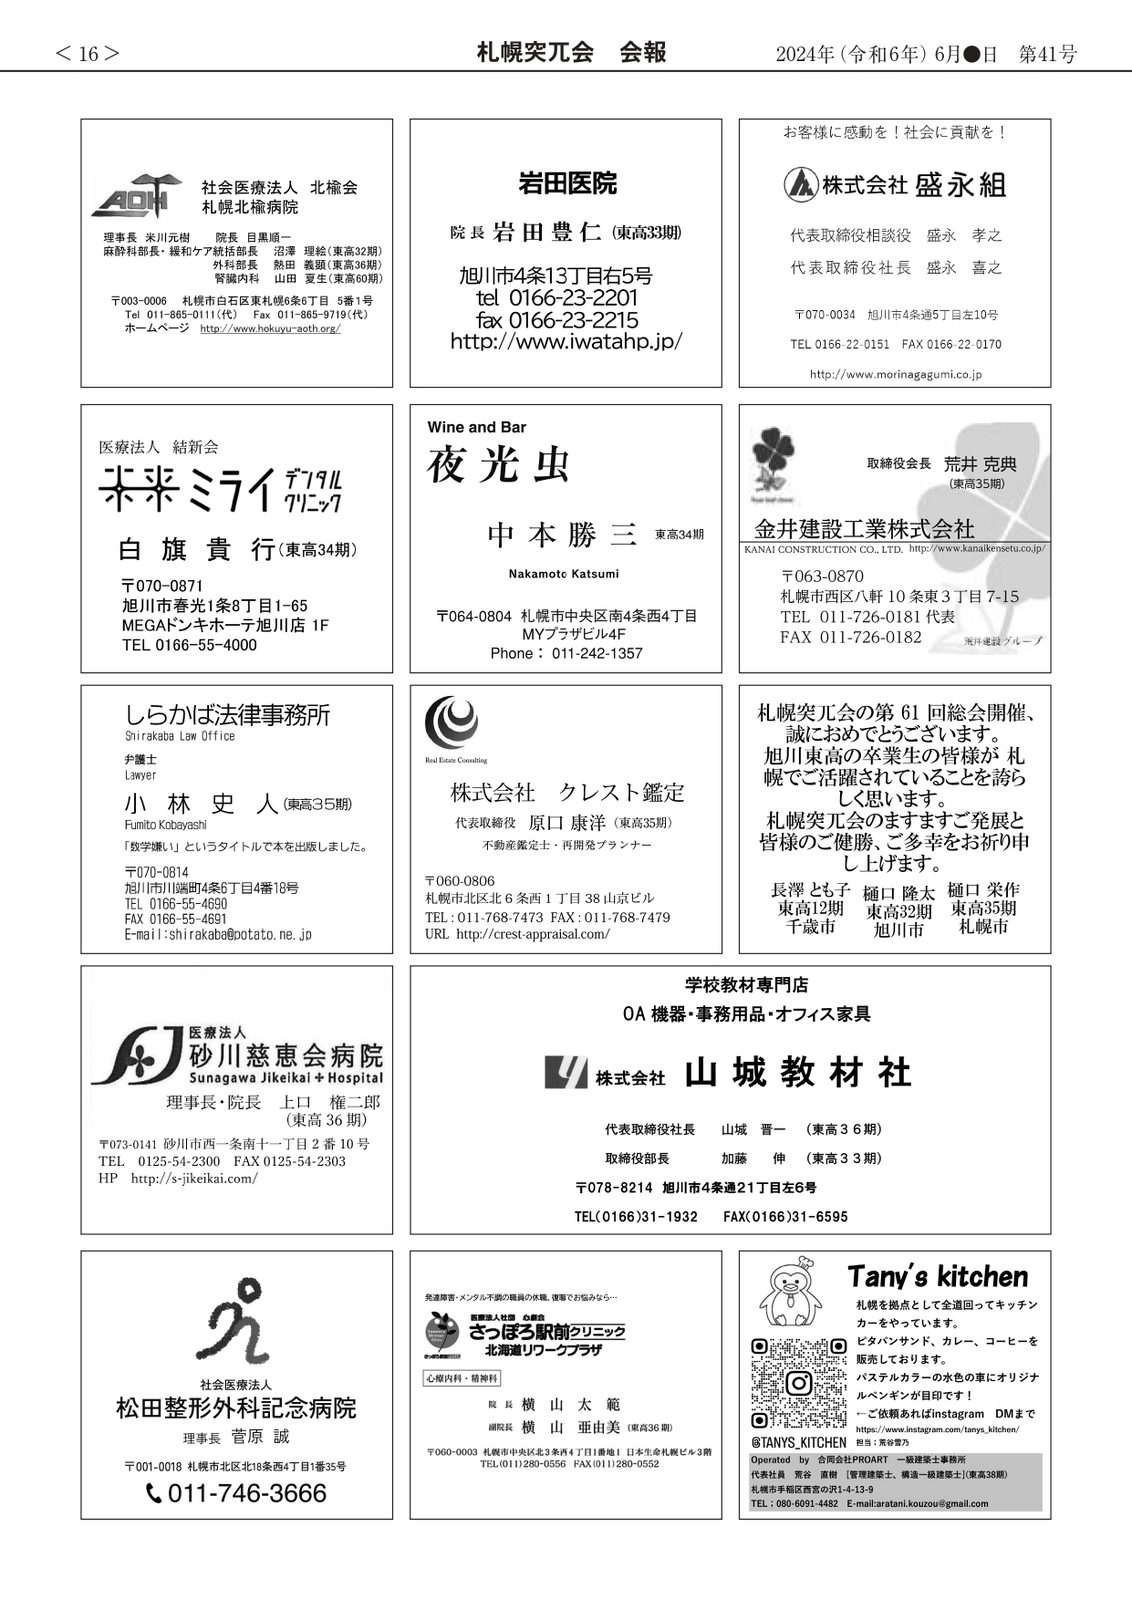 ＜ 16 ＞
札幌突兀会　会報
2024年（令和6年）6月●日　第41号
AOH
社会医療法人　北楡会
札幌北楡病院
理事長　米川元樹　　院長　目黒順一
麻酔科部長・緩和ケア統括部長　沼澤　理絵（東高32期）
外科部長　熱田　義顕（東高36期）
腎臓内科　山田　夏生（東高60期）
〒003-0006　札幌市白石区東札幌6条6丁目　5番1号
Tel　011-865-0111（代）　Fax　011-865-9719（代）
ホームページ　http://www.hokuyu-aoth.org/
岩田医院
院長 岩田豊仁（東高33期）
旭川市4条13丁目右5号
tel 0166-23-2201
fax 0166-23-2215
http://www.iwatahp.jp/
お客様に感動を！社会に貢献を！
株式会社 盛永組
代表取締役相談役　盛永　孝之
代表取締役社長　盛永　喜之
〒070-0034　旭川市4条通5丁目左10号
TEL 0166-22-0151　FAX 0166-22-0170
http://www.morinagagumi.co.jp
医療法人　結新会
ミライ デンタル
クリニック
白旗貴行（東高34期）
〒070-0871
旭川市春光1条8丁目1-65
MEGAドンキホーテ旭川店 1F
TEL 0166-55-4000
Wine and Bar
夜光虫
中本勝三　東高34期
Nakamoto Katsumi
〒064-0804　札幌市中央区南4条西4丁目
MYプラザビル4F
Phone： 011-242-1357
取締役会長　荒井 克典
（東高35期）
金井建設工業株式会社
KANAI CONSTRUCTION CO., LTD. http://www.kanaikensetu.co.jp/
〒063-0870
札幌市西区八軒 10 条東 3 丁目 7-15
TEL 011-726-0181 代表
FAX 011-726-0182
荒井建設グループ
しらかば法律事務所
Shirakaba Law Office
弁護士
Lawyer
小林史人（東高35期）
Fumito Kobayashi
「数学嫌い」というタイトルで本を出版しました。
〒070-0814
旭川市川端町4条6丁目4番18号
TEL 0166-55-4690
FAX 0166-55-4691
E-mail:shirakaba@potato.ne.jp
Real Estate Consulting
株式会社　クレスト鑑定
代表取締役　原口 康洋（東高35期）
不動産鑑定士・再開発プランナー
〒060-0806
札幌市北区北 6 条西 1 丁目 38 山京ビル
TEL : 011-768-7473 FAX : 011-768-7479
URL http://crest-appraisal.com/
札幌突兀会の第 61 回総会開催、
誠におめでとうございます。
旭川東高の卒業生の皆様が 札
幌でご活躍されていることを誇ら
しく思います。
札幌突兀会のますますご発展と
皆様のご健勝、ご多幸をお祈り申
し上げます。
長澤 とも子　樋口 隆太　樋口 栄作
東高12期　東高32期　東高35期
千歳市　旭川市　札幌市
医療法人
砂川慈恵会病院
Sunagawa Jikeikai Hospital
理事長・院長　上口　権二郎
（東高 36 期）
〒073-0141 砂川市西一条南十一丁目 2 番 10 号
TEL　0125-54-2300　FAX 0125-54-2303
HP　http://s-jikeikai.com/
学校教材専門店
OA 機器・事務用品・オフィス家具
株式会社 山城教材社
代表取締役社長　山城　晋一　（東高３６期）
取締役部長　加藤　伸　（東高３３期）
〒078-8214　旭川市4条通21丁目左6号
TEL（0166）31-1932　FAX（0166）31-6595
社会医療法人
松田整形外科記念病院
理事長　菅原　誠
〒001-0018 札幌市北区北18条西4丁目1番35号
011-746-3666
発達障害・メンタル不調の職員の休職、復職でお悩みなら…
医療法人社団　心劇会
さっぽろ駅前クリニック
北海道リワークプラザ
心療内科・精神科
院　長　横　山　太　範
副院長　横　山　亜由美（東高36期）
〒060-0003 札幌市中央区北3条西4丁目1番地1 日本生命札幌ビル3階
TEL(011)280-0556 FAX(011)280-0552
Tany's kitchen
札幌を拠点として全道回ってキッチン
カーをやっています。
ピタパンサンド、カレー、コーヒーを
販売しております。
パステルカラーの水色の車にオリジナ
ルペンギンが目印です！
←ご依頼あればinstagram　DMまで
https://www.instagram.com/tanys_kitchen/
@TANYS_KITCHEN 担当；荒谷雪乃
Operated　by　合同会社PROART　一級建築士事務所
代表社員　荒谷　直樹　[管理建築士、構造一級建築士]（東高38期）
札幌市手稲区西宮の沢1-4-13-9
TEL；080-6091-4482　E-mail:aratani.kouzou@gmail.com